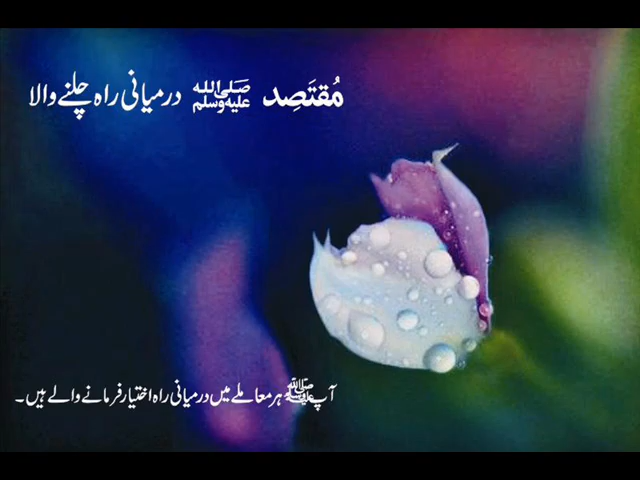 مُقتَصِد ﷺ درمیانی راہ چلنے والا
آپ ﷺ ہر معاملے میں درمیانی راہ اختیار فرمانے والے ہیں۔